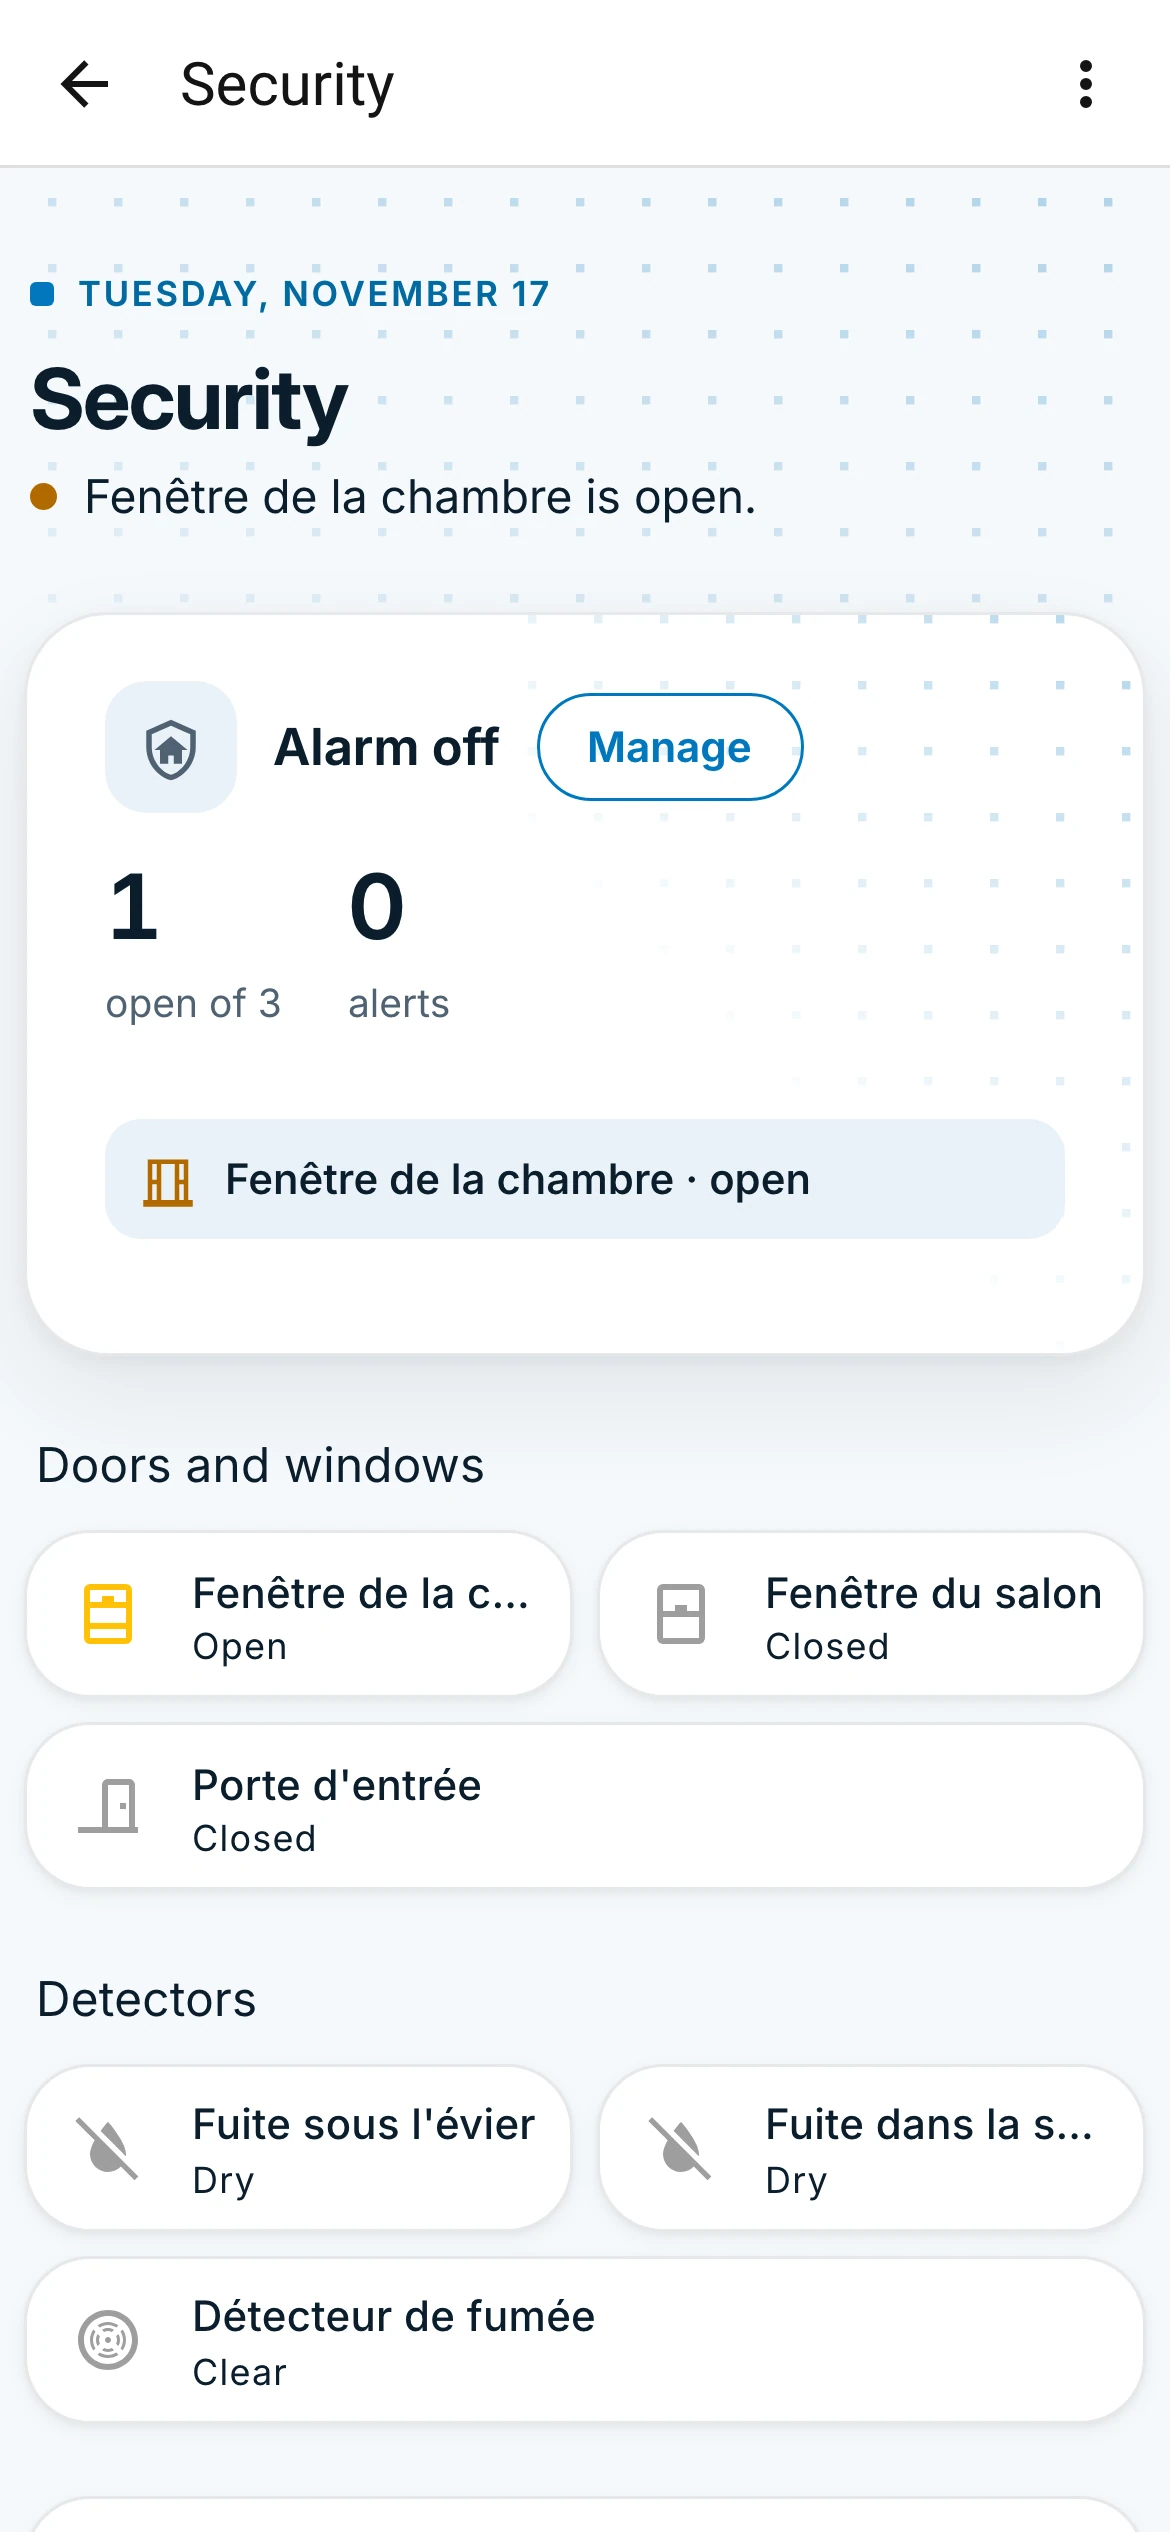 Security
TUESDAY, NOVEMBER 17
Security
Fenêtre de la chambre is open.
Alarm off
Manage
1
0
open of 3
alerts
Fenêtre de la chambre · open
Doors and windows
Fenêtre de la c...
Open
Fenêtre du salon
Closed
Porte d'entrée
Closed
Detectors
Fuite sous l'évier
Dry
Fuite dans la s...
Dry
Détecteur de fumée
Clear